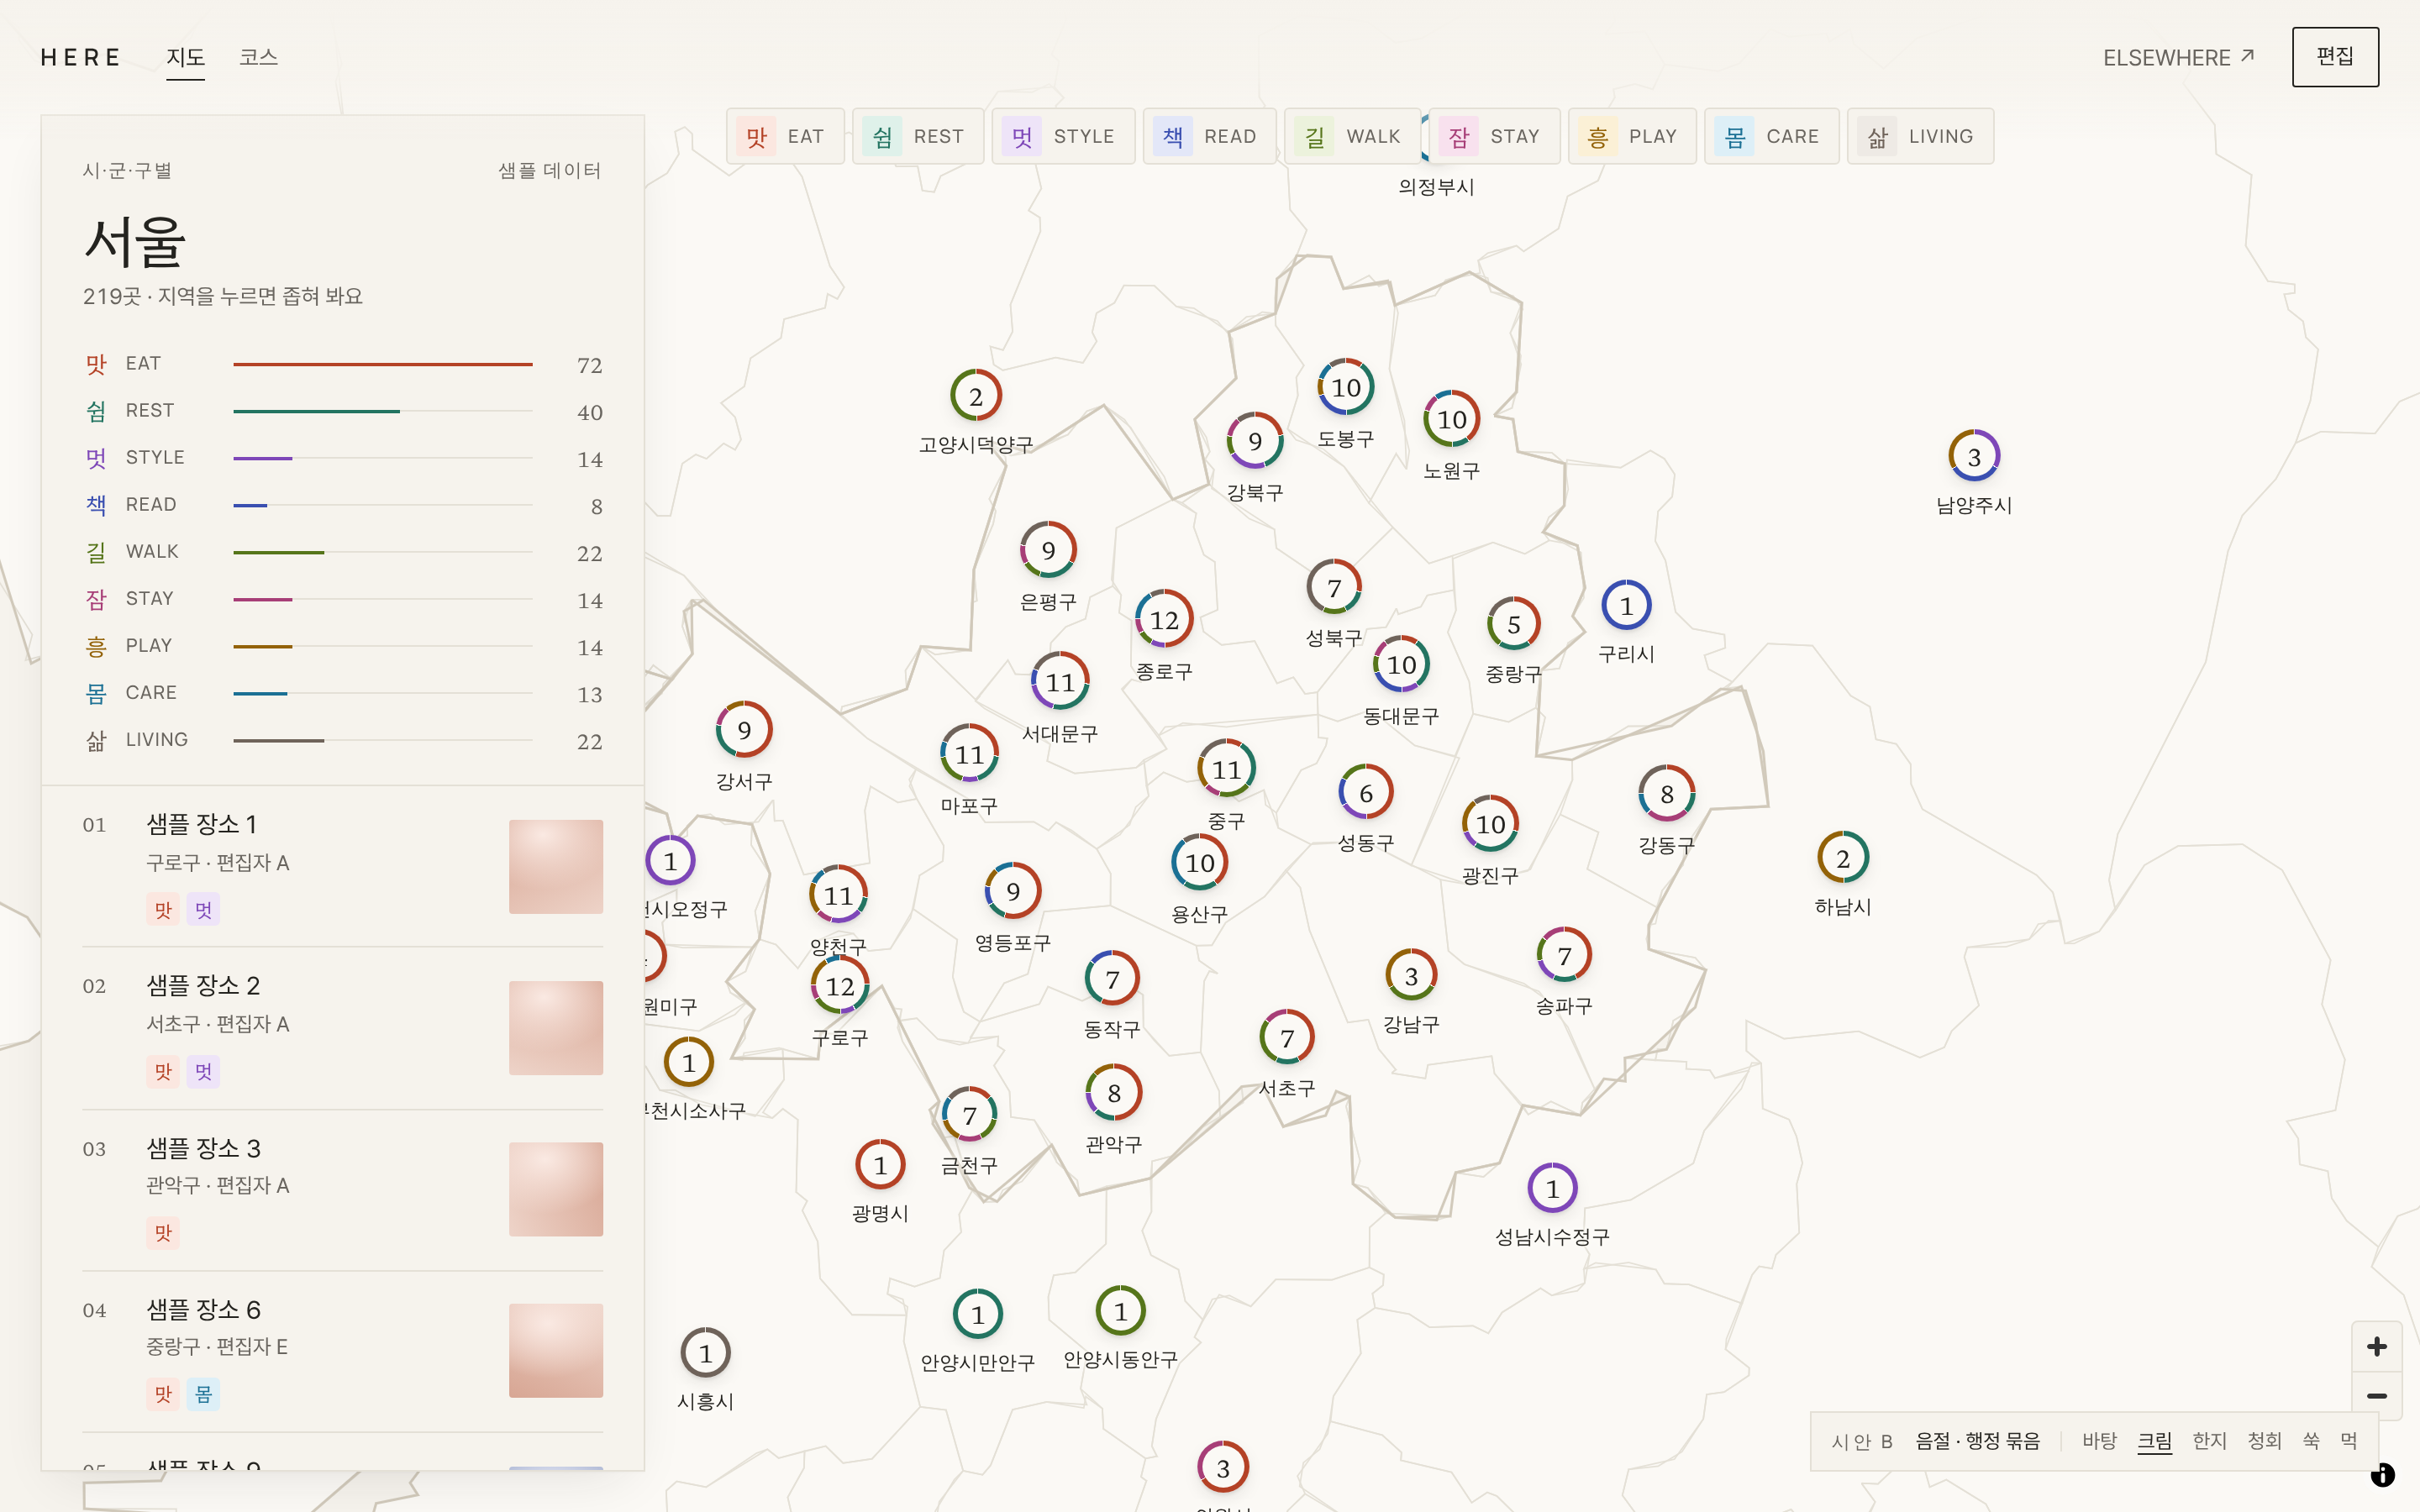 HERE 지도 코스 ELSEWHERE ↗ 편집
맛 EAT 쉼 REST 멋 STYLE 책 READ 길 WALK 잠 STAY 흥 PLAY 몸 CARE 삶 LIVING
시·군·구별 샘플 데이터
서울
219곳 · 지역을 누르면 좁혀 봐요
맛 EAT 72
쉼 REST 40
멋 STYLE 14
책 READ 8
길 WALK 22
잠 STAY 14
흥 PLAY 14
몸 CARE 13
삶 LIVING 22
01 샘플 장소 1
구로구 · 편집자 A
맛 멋
02 샘플 장소 2
서초구 · 편집자 A
맛 멋
03 샘플 장소 3
관악구 · 편집자 A
맛
04 샘플 장소 6
중랑구 · 편집자 E
맛 몸
의정부시
2
고양시덕양구
10
도봉구
10
노원구
9
강북구
3
남양주시
9
은평구
12
종로구
7
성북구
5
중랑구
1
구리시
11
서대문구
10
동대문구
9
강서구
11
마포구
11
중구
6
성동구
10
광진구
8
강동구
2
하남시
1
시오정구
11
양천구
9
영등포구
10
용산구
원미구
12
구로구
7
동작구
3
강남구
7
송파구
1
천시소사구
7
서초구
7
금천구
8
관악구
1
광명시
1
성남시수정구
1
안양시만안구
1
안양시동안구
1
시흥시
3
+
−
시안 B 음절 · 행정 묶음 바탕 크림 한지 청회 쑥 먹